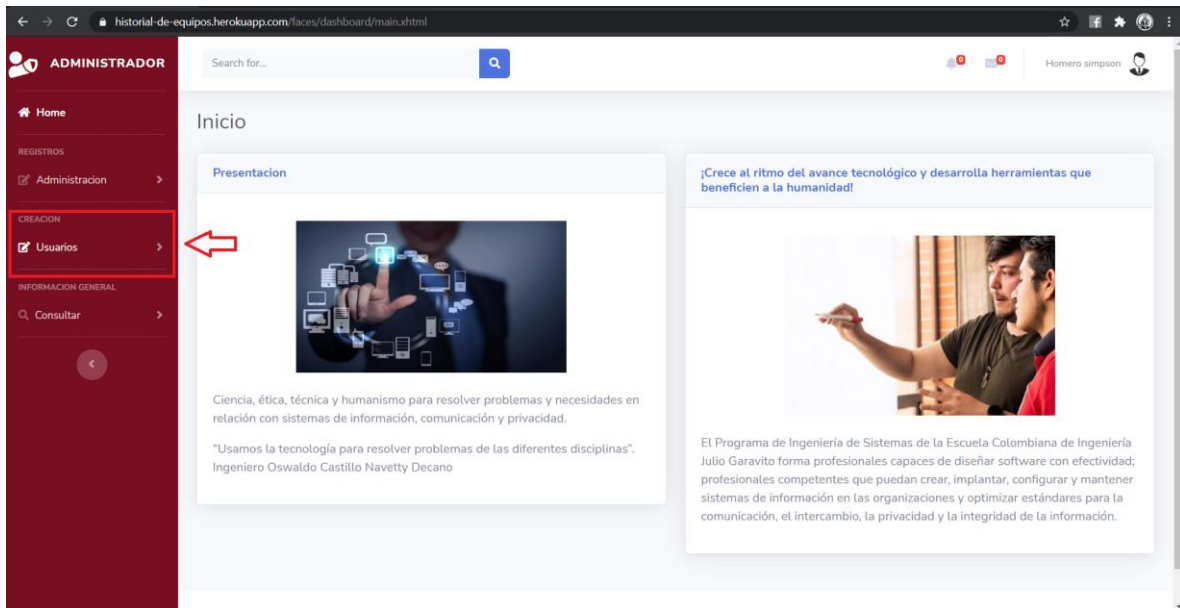 historial-de-equipos.herokuapp.com/faces/dashboard/main.xhtml
ADMINISTRADOR
Search for...
0
0
Homero simpson
Home
REGISTROS
Administracion
CREACION
Usuarios
INFORMACION GENERAL
Consultar
Inicio
Presentacion
Ciencia, ética, técnica y humanismo para resolver problemas y necesidades en
relación con sistemas de información, comunicación y privacidad.
"Usamos la tecnología para resolver problemas de las diferentes disciplinas".
Ingeniero Oswaldo Castillo Navetty Decano
¡Crece al ritmo del avance tecnológico y desarrolla herramientas que
beneficien a la humanidad!
El Programa de Ingeniería de Sistemas de la Escuela Colombiana de Ingeniería
Julio Garavito forma profesionales capaces de diseñar software con efectividad;
profesionales competentes que puedan crear, implantar, configurar y mantener
sistemas de información en las organizaciones y optimizar estándares para la
comunicación, el intercambio, la privacidad y la integridad de la información.